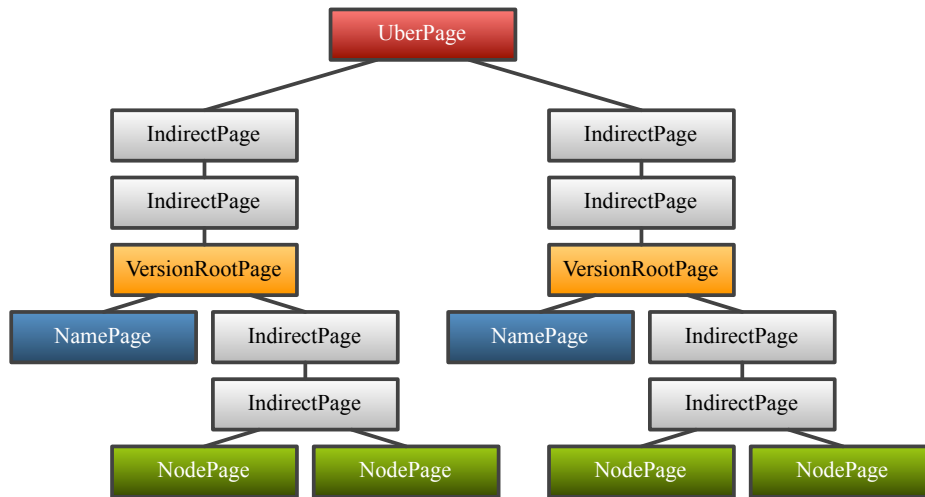 UberPage
IndirectPage
IndirectPage
IndirectPage
IndirectPage
VersionRootPage
VersionRootPage
NamePage
IndirectPage
NamePage
IndirectPage
IndirectPage
IndirectPage
NodePage
NodePage
NodePage
NodePage